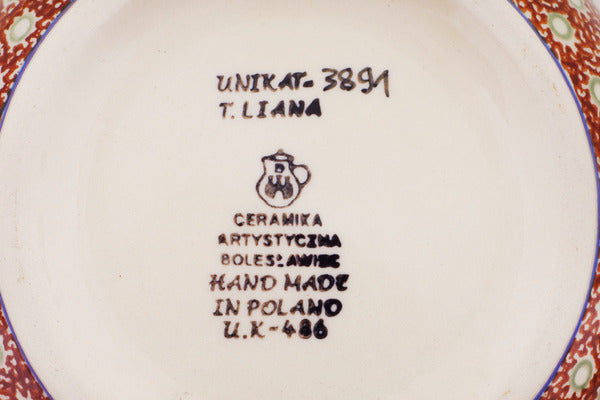 UNIKAT- 3891
T. LIANA
CERAMIKA
ARTYSTYCZNA
BOLESŁAWIEC
HAND MADE
IN POLAND
U.K-486